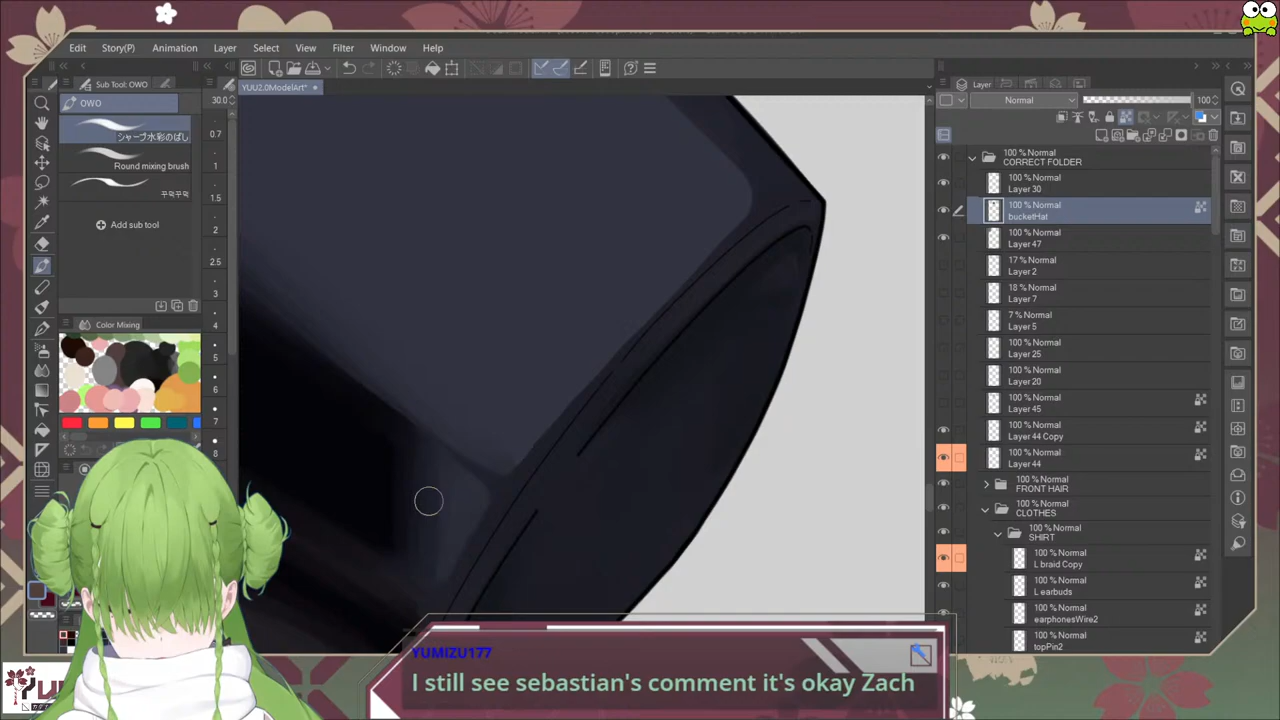 Edit Story(P) Animation Layer Select View Filter Window Help
Sub Tool: OWO
30.0
YUU2.0ModelArt*
Layer
OWO
Normal
100
シャープ水彩のばし
Round mixing brush
꾸덕꾸덕
Add sub tool
0.7
1
1.5
2
2.5
3
4
5
6
7
8
Color Mixing
100 % Normal
CORRECT FOLDER
100 % Normal
Layer 30
100 % Normal
bucketHat
100 % Normal
Layer 47
17 % Normal
Layer 2
18 % Normal
Layer 7
7 % Normal
Layer 5
100 % Normal
Layer 25
100 % Normal
Layer 20
100 % Normal
Layer 45
100 % Normal
Layer 44 Copy
100 % Normal
Layer 44
100 % Normal
FRONT HAIR
100 % Normal
CLOTHES
100 % Normal
SHIRT
100 % Normal
L braid Copy
100 % Normal
L earbuds
100 % Normal
earphonesWire2
100 % Normal
topPin2
YUMIZU177
I still see sebastian's comment it's okay Zach